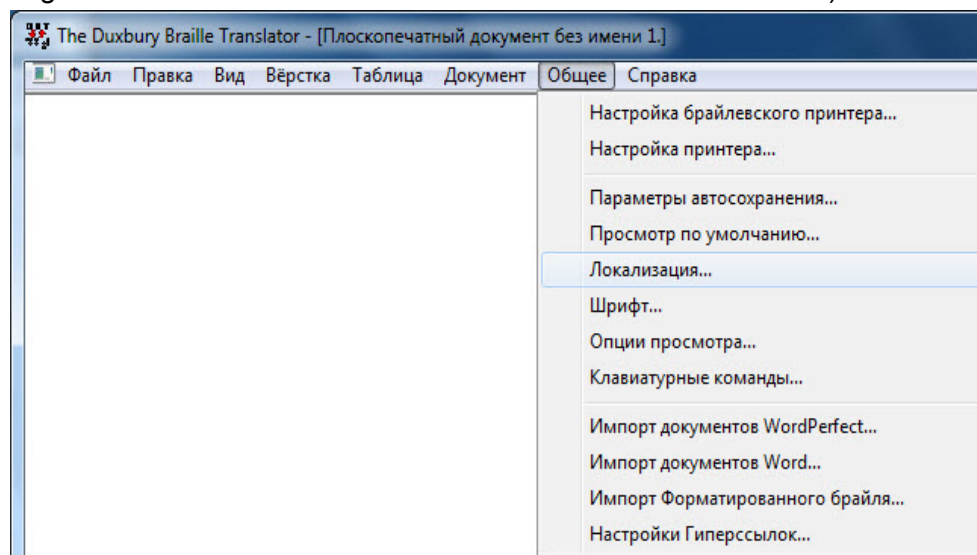 The Duxbury Braille Translator - [Плоскопечатный документ без имени 1.]
Файл Правка Вид Вёрстка Таблица Документ Общее Справка
Настройка брайлевского принтера...
Настройка принтера...
Параметры автосохранения...
Просмотр по умолчанию...
Локализация...
Шрифт...
Опции просмотра...
Клавиатурные команды...
Импорт документов WordPerfect...
Импорт документов Word...
Импорт Форматированного брайля...
Настройки Гиперссылок...